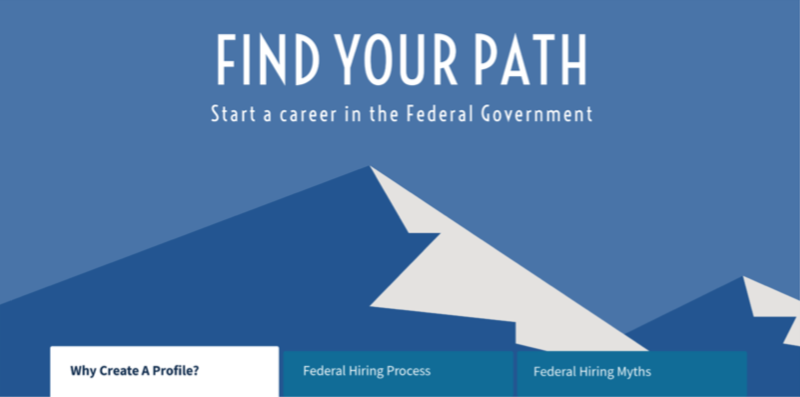 FIND YOUR PATH
Start a career in the Federal Government
Why Create A Profile?
Federal Hiring Process
Federal Hiring Myths